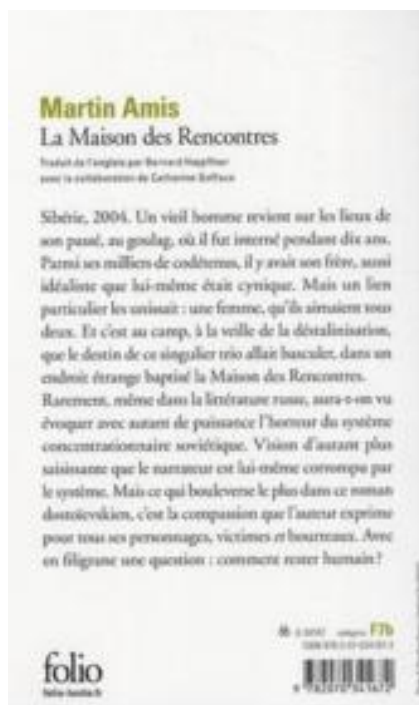 Martin Amis
La Maison des Rencontres
Traduit de l'anglais par Bernard Hœpffner
avec la collaboration de Catherine Goffaux
Sibérie, 2004. Un vieil homme revient sur les lieux de
son passé, au goulag, où il fut interné pendant dix ans.
Parmi ses milliers de codétenus, il y avait son frère, aussi
idéaliste que lui-même était cynique. Mais un lien
particulier les unissait : une femme, qu'ils aimaient tous
deux. Et c'est au camp, à la veille de la déstalinisation,
que le destin de ce singulier trio allait basculer, dans un
endroit étrange baptisé la Maison des Rencontres.
Rarement, même dans la littérature russe, aura-t-on vu
évoquer avec autant de puissance l'horreur du système
concentrationnaire soviétique. Vision d'autant plus
saisissante que le narrateur est lui-même corrompu par
le système. Mais ce qui bouleverse le plus dans ce roman
dostoïevskien, c'est la compassion que l'auteur exprime
pour tous ses personnages, victimes et bourreaux. Avec
en filigrane une question : comment rester humain ?
catégorie F7b
folio
9 782070 341672